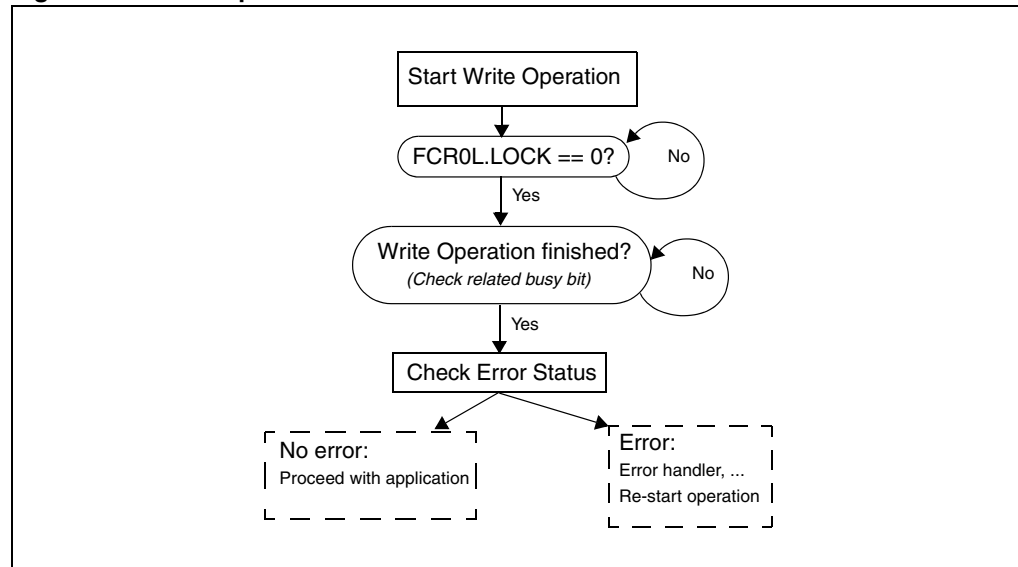 Start Write Operation
FCR0L.LOCK == 0?
No
Yes
Write Operation finished?
(Check related busy bit)
No
Yes
Check Error Status
No error:
Proceed with application
Error:
Error handler, ...
Re-start operation